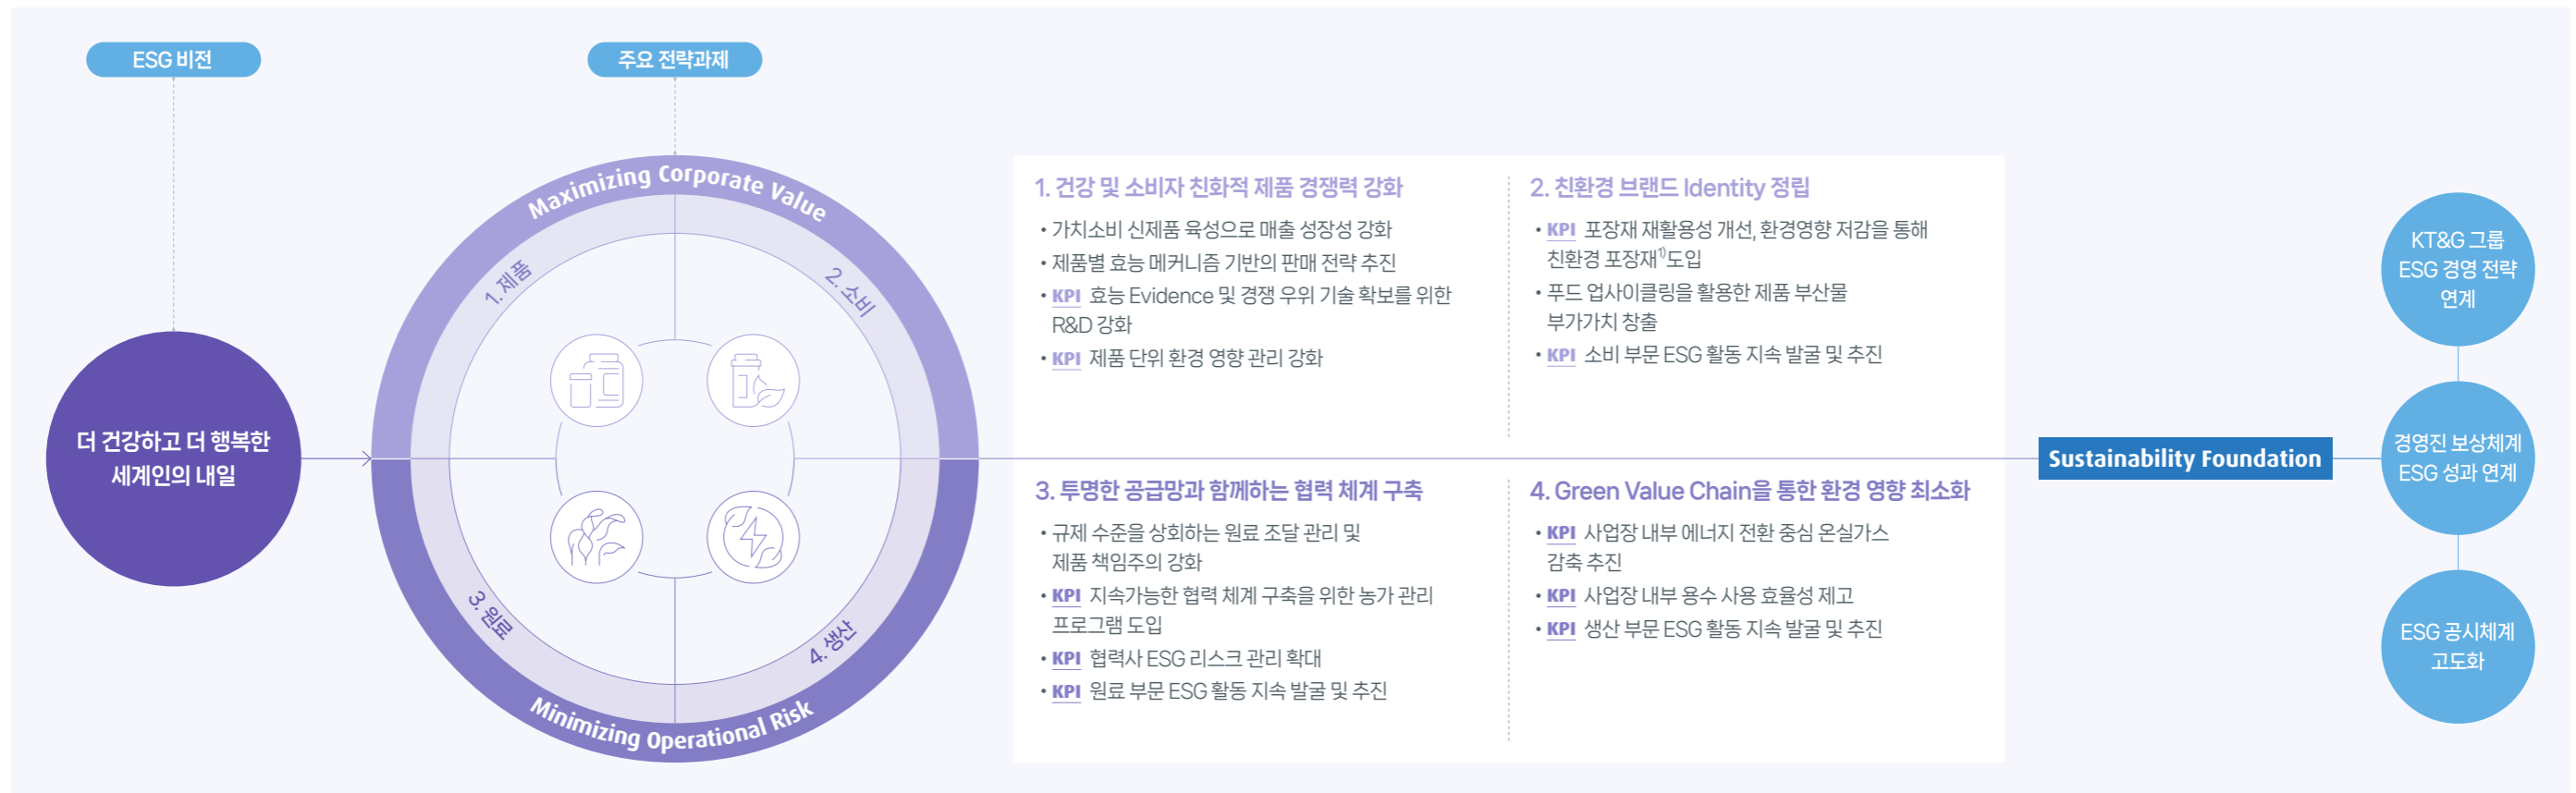 ESG 비전
더 건강하고 더 행복한
세계인의 내일
주요 전략과제
Maximizing Corporate Value
1. 제품
2. 소비
3. 원료
4. 생산
Minimizing Operational Risk
1. 건강 및 소비자 친화적 제품 경쟁력 강화
• 가치소비 신제품 육성으로 매출 성장성 강화
• 제품별 효능 메커니즘 기반의 판매 전략 추진
• KPI 효능 Evidence 및 경쟁 우위 기술 확보를 위한
R&D 강화
• KPI 제품 단위 환경 영향 관리 강화
2. 친환경 브랜드 Identity 정립
• KPI 포장재 재활용성 개선, 환경영향 저감을 통해
친환경 포장재1)도입
• 푸드 업사이클링을 활용한 제품 부산물
부가가치 창출
• KPI 소비 부문 ESG 활동 지속 발굴 및 추진
3. 투명한 공급망과 함께하는 협력 체계 구축
• 규제 수준을 상회하는 원료 조달 관리 및
제품 책임주의 강화
• KPI 지속가능한 협력 체계 구축을 위한 농가 관리
프로그램 도입
• KPI 협력사 ESG 리스크 관리 확대
• KPI 원료 부문 ESG 활동 지속 발굴 및 추진
4. Green Value Chain을 통한 환경 영향 최소화
• KPI 사업장 내부 에너지 전환 중심 온실가스
감축 추진
• KPI 사업장 내부 용수 사용 효율성 제고
• KPI 생산 부문 ESG 활동 지속 발굴 및 추진
Sustainability Foundation
KT&G 그룹
ESG 경영 전략
연계
경영진 보상체계
ESG 성과 연계
ESG 공시체계
고도화